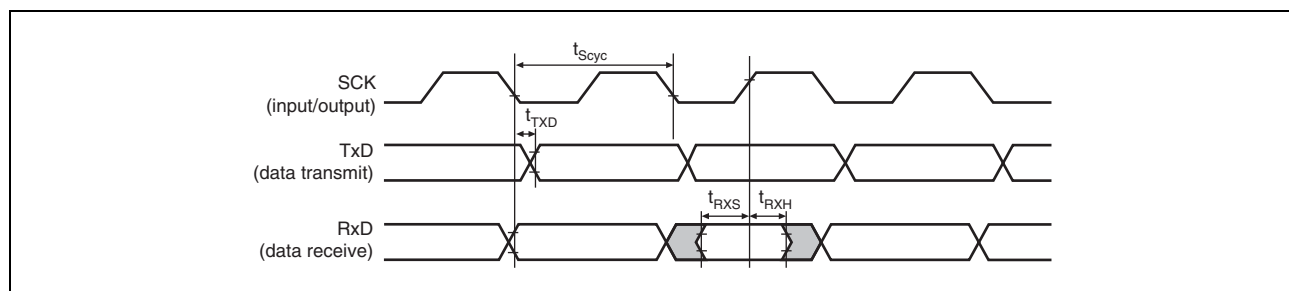 tScyc
SCK
(input/output)
tTXD
TxD
(data transmit)
tRXS
tRXH
RxD
(data receive)